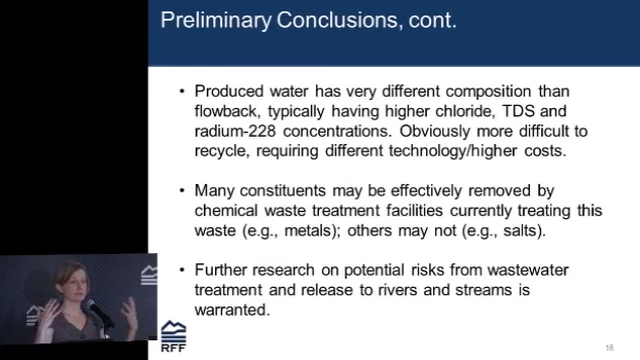 Preliminary Conclusions, cont.
• Produced water has very different composition than
flowback, typically having higher chloride, TDS and
radium-228 concentrations. Obviously more difficult to
recycle, requiring different technology/higher costs.
• Many constituents may be effectively removed by
chemical waste treatment facilities currently treating this
waste (e.g., metals); others may not (e.g., salts).
• Further research on potential risks from wastewater
treatment and release to rivers and streams is
warranted.
RFF
16